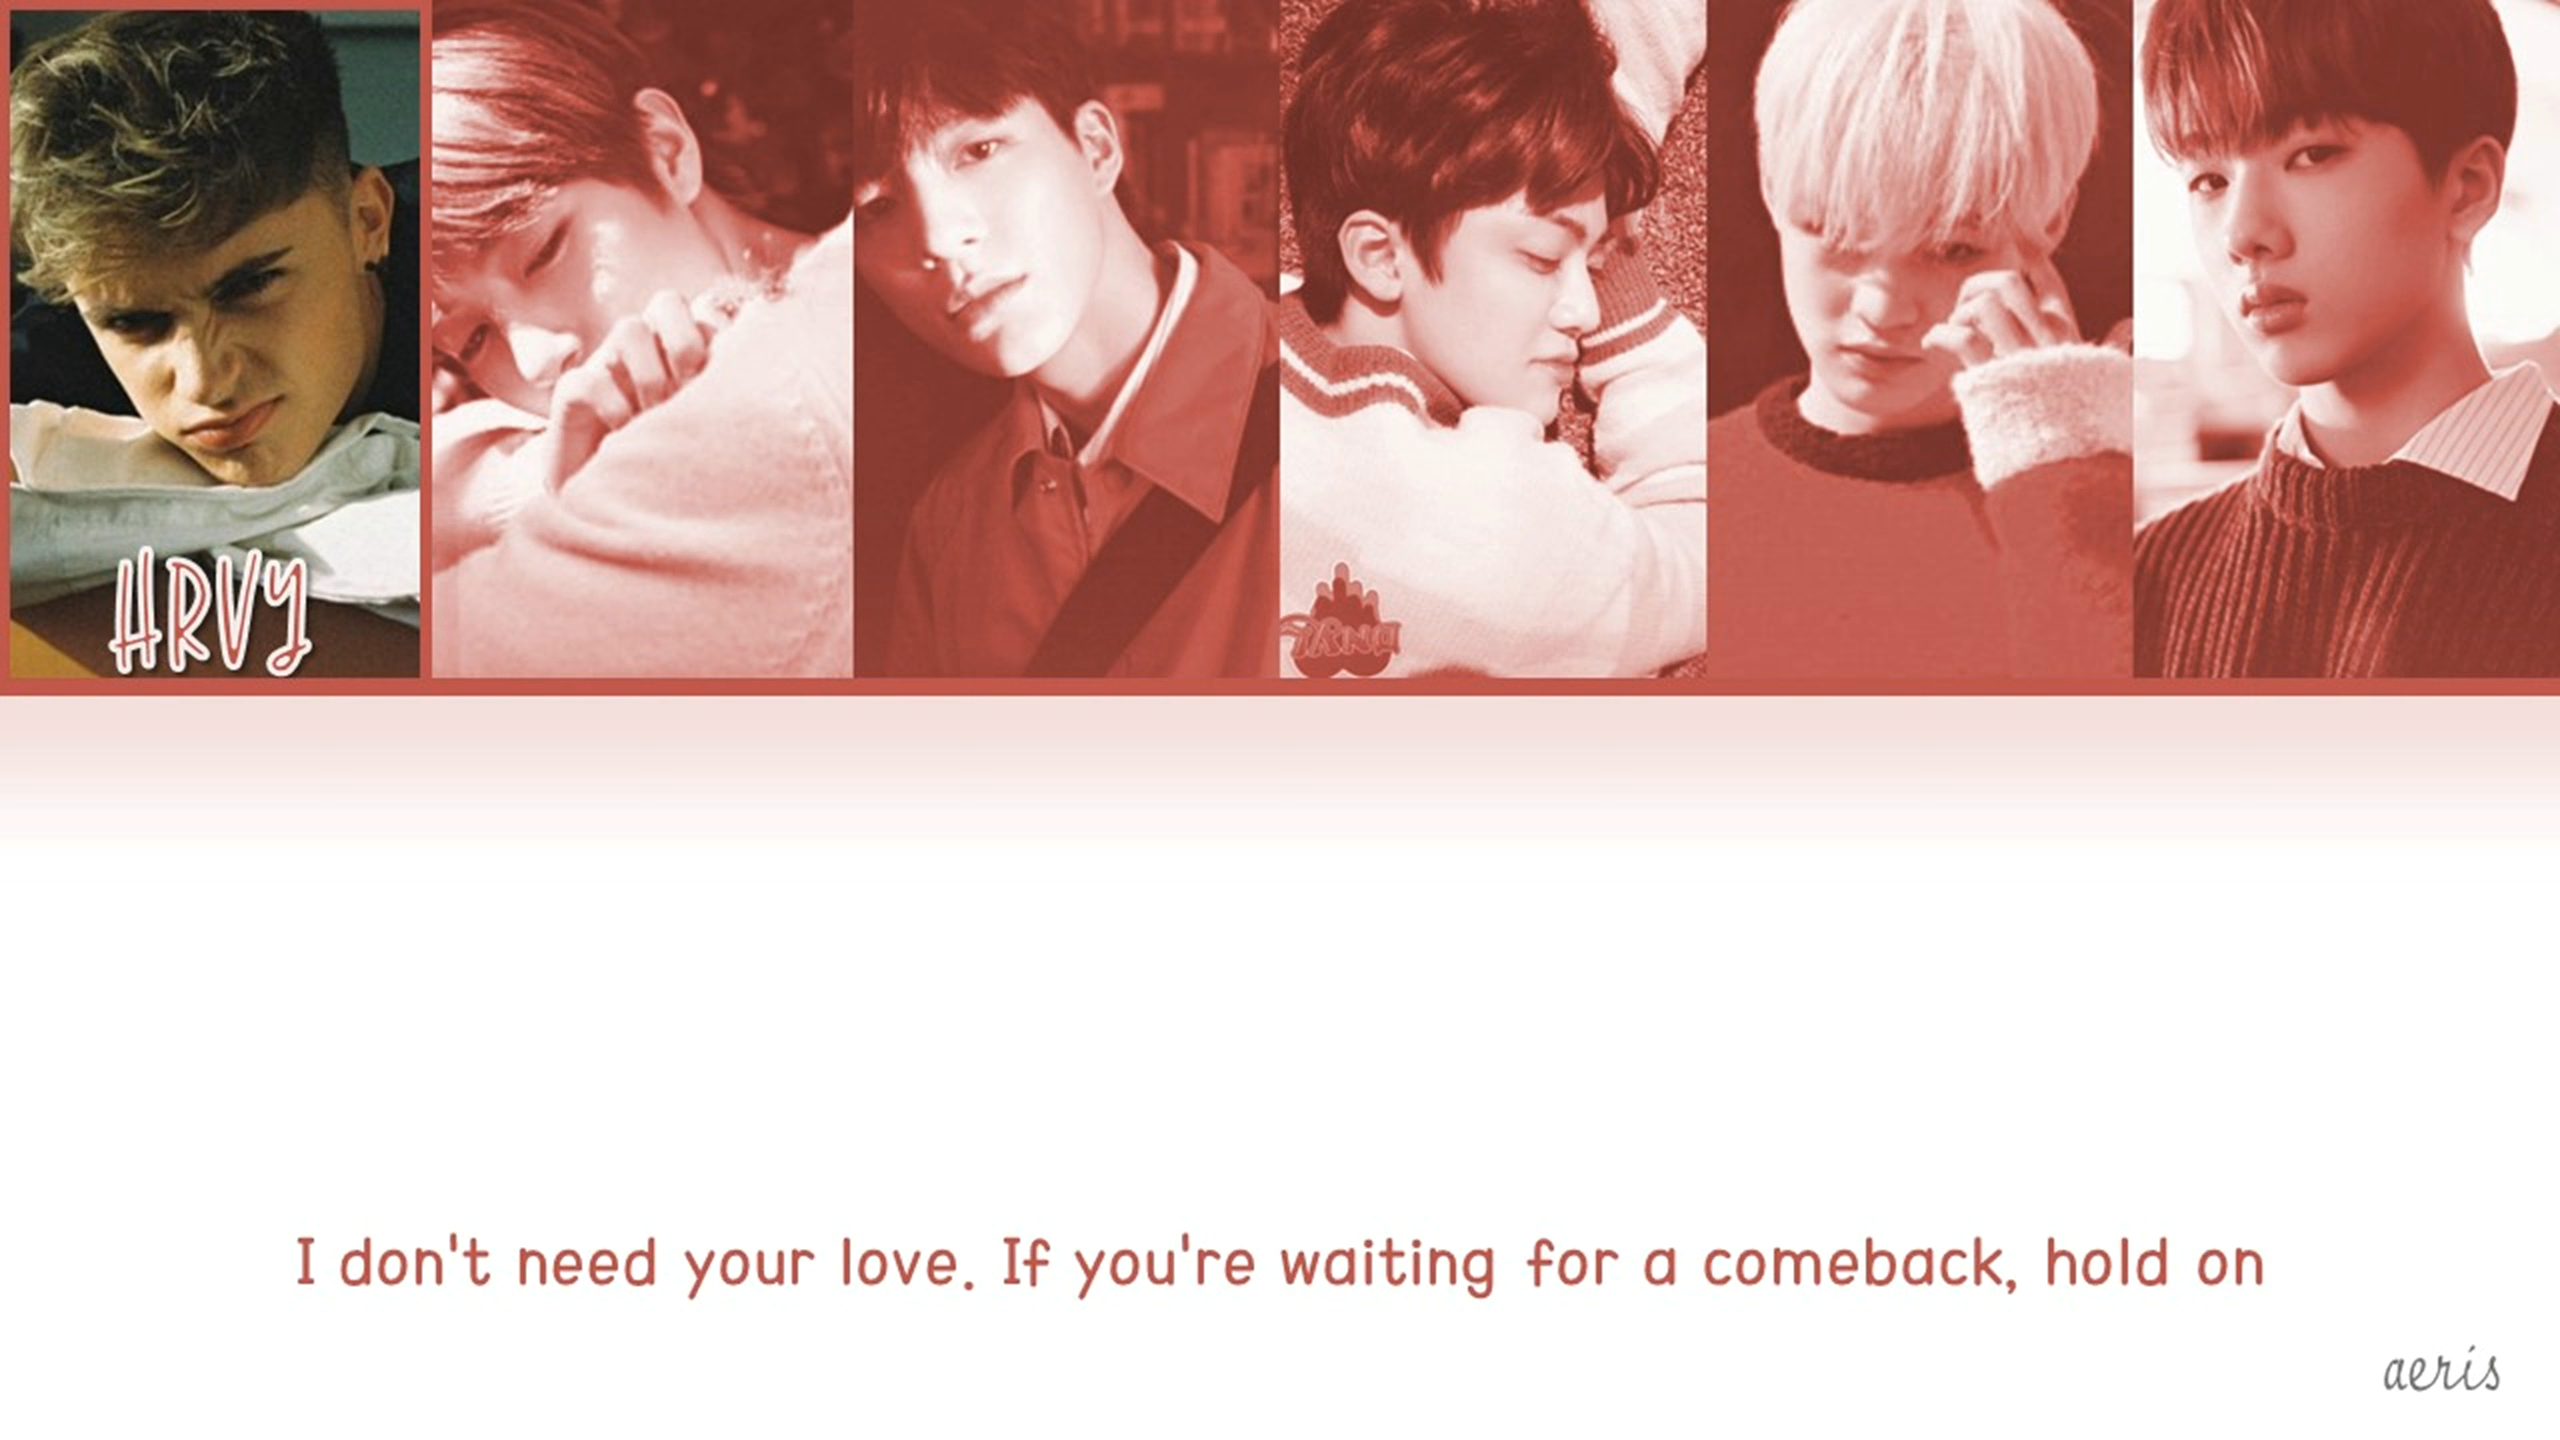 HRVY
I don't need your love. If you're waiting for a comeback, hold on
aeris